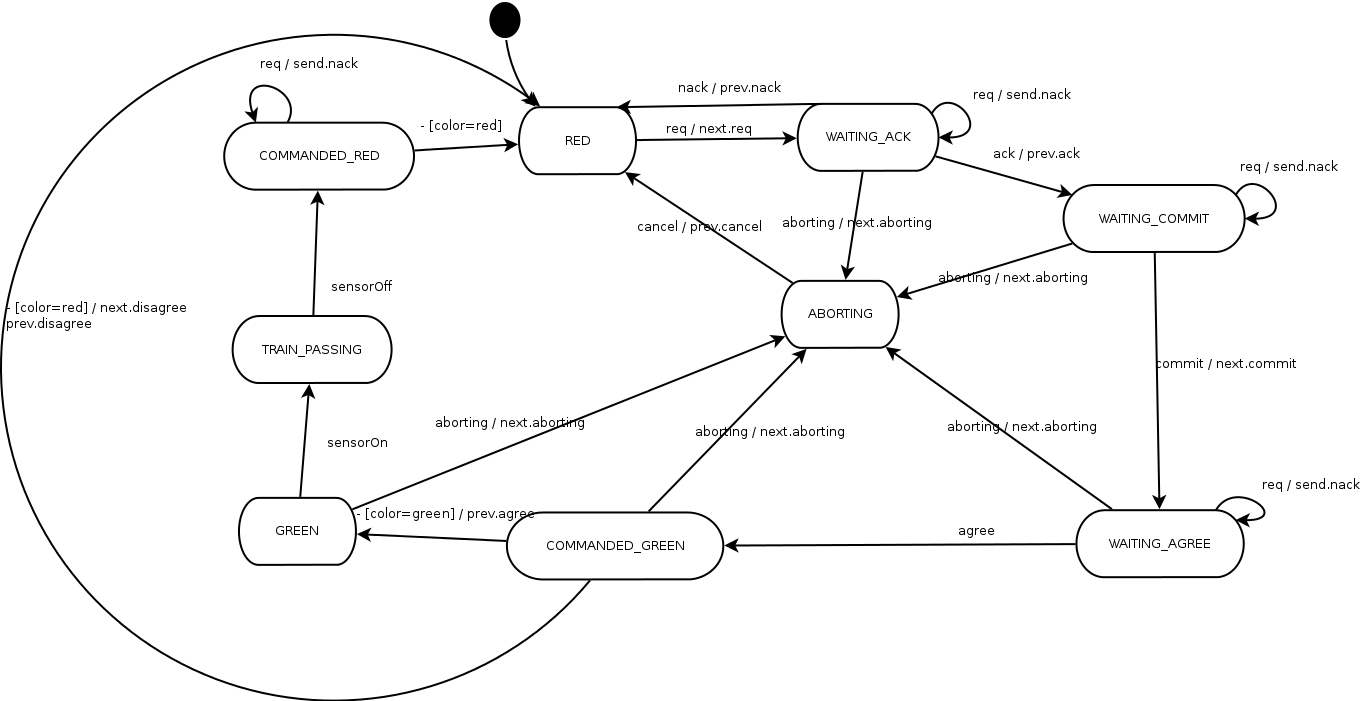 req / send.nack
nack / prev.nack
req / send.nack
- [color=red]
req / next.req
RED
WAITING_ACK
COMMANDED_RED
ack / prev.ack
req / send.nack
WAITING_COMMIT
cancel / prev.cancel
aborting / next.aborting
aborting / next.aborting
sensorOff
- [color=red] / next.disagree
prev.disagree
ABORTING
TRAIN_PASSING
commit / next.commit
aborting / next.aborting
aborting / next.aborting
aborting / next.aborting
sensorOn
req / send.nack
- [color=green] / prev.agree
GREEN
COMMANDED_GREEN
agree
WAITING_AGREE